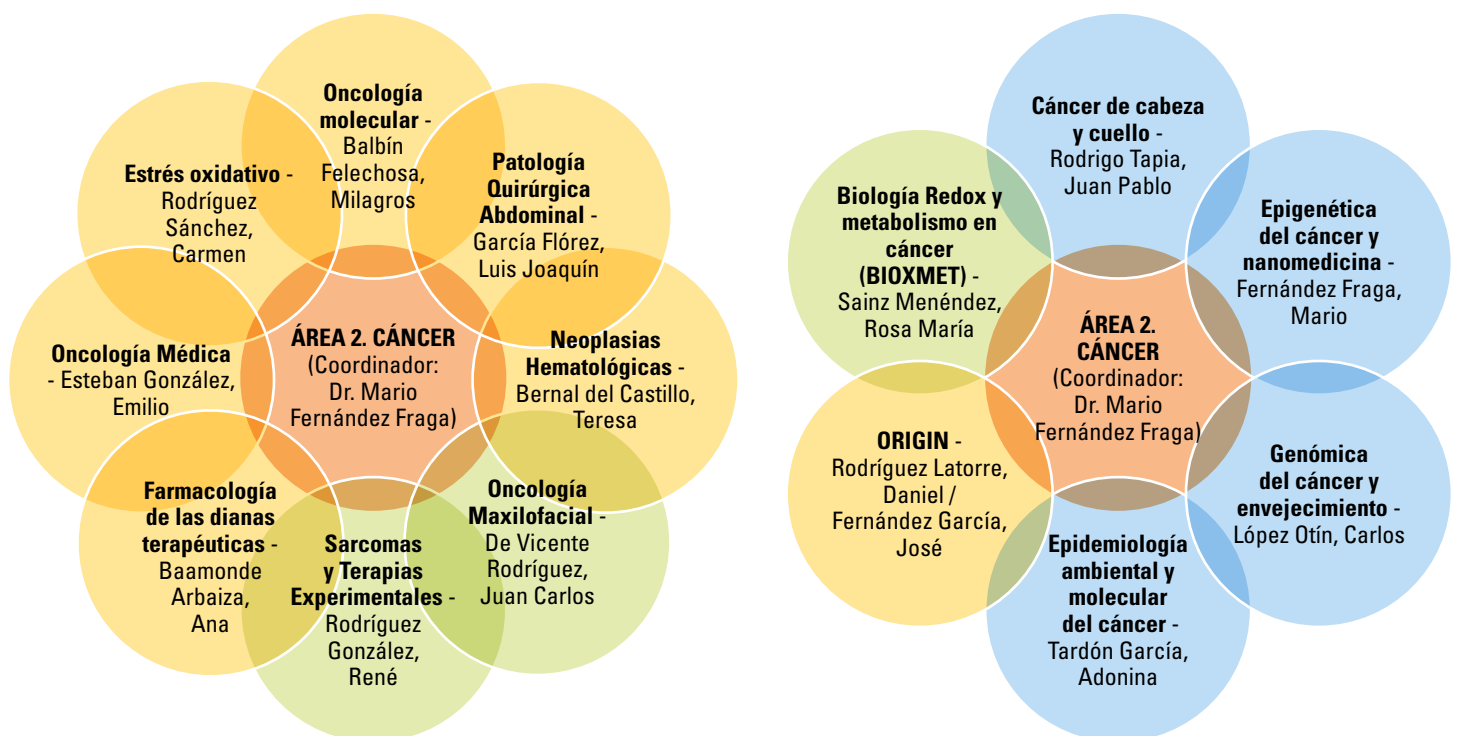 Oncología
molecular -
Balbín
Felechosa,
Milagros
Patología
Quirúrgica
Abdominal -
García Flórez,
Luis Joaquín
Estrés oxidativo -
Rodríguez
Sánchez,
Carmen
ÁREA 2. CÁNCER
(Coordinador:
Dr. Mario
Fernández Fraga)
Neoplasias
Hematológicas -
Bernal del Castillo,
Teresa
Oncología Médica
- Esteban González,
Emilio
Farmacología
de las dianas
terapéuticas -
Baamonde
Arbaiza,
Ana
Sarcomas
y Terapias
Experimentales -
Rodríguez
González,
René
Oncología
Maxilofacial -
De Vicente
Rodríguez,
Juan Carlos
Cáncer de cabeza
y cuello -
Rodrigo Tapia,
Juan Pablo
Biología Redox y
metabolismo en
cáncer
(BIOXMET) -
Sainz Menéndez,
Rosa María
Epigenética
del cáncer y
nanomedicina -
Fernández Fraga,
Mario
ÁREA 2.
CÁNCER
(Coordinador:
Dr. Mario
Fernández Fraga)
ORIGIN -
Rodríguez Latorre,
Daniel /
Fernández García,
José
Genómica
del cáncer y
envejecimiento -
López Otín, Carlos
Epidemiología
ambiental y
molecular
del cáncer -
Tardón García,
Adonina